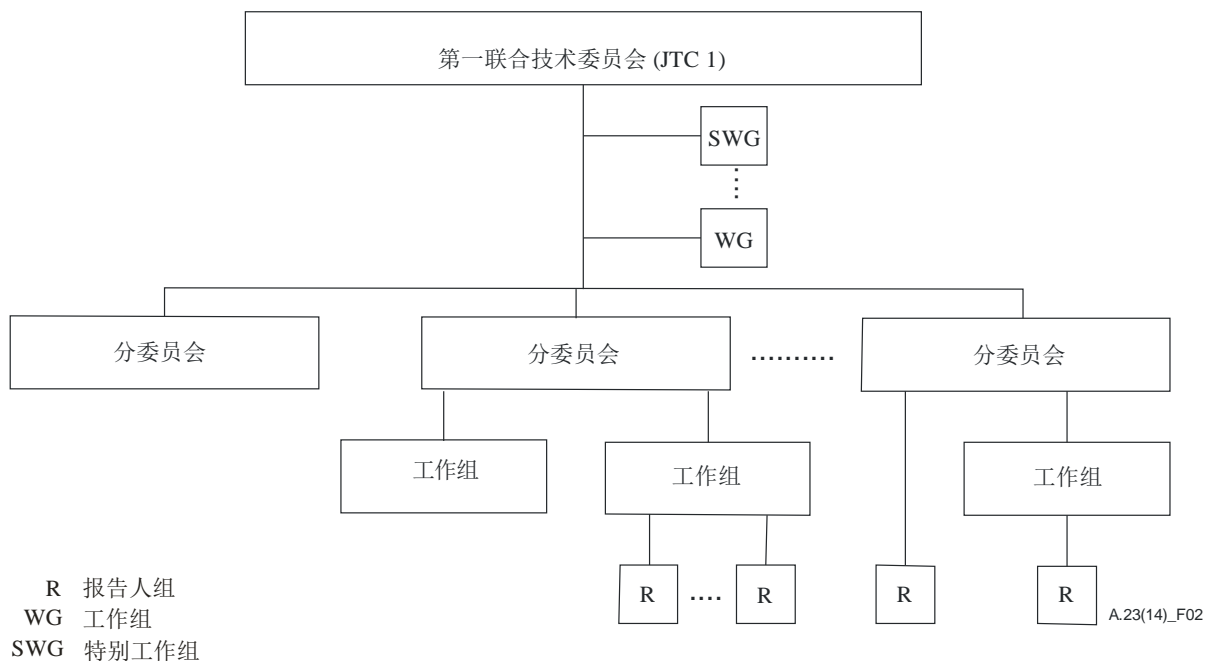 第一联合技术委员会 (JTC 1)
SWG
WG
分委员会
分委员会
..........
分委员会
工作组
工作组
工作组
R
....
R
R
R
R 报告人组
WG 工作组
SWG 特别工作组
A.23(14)_F02